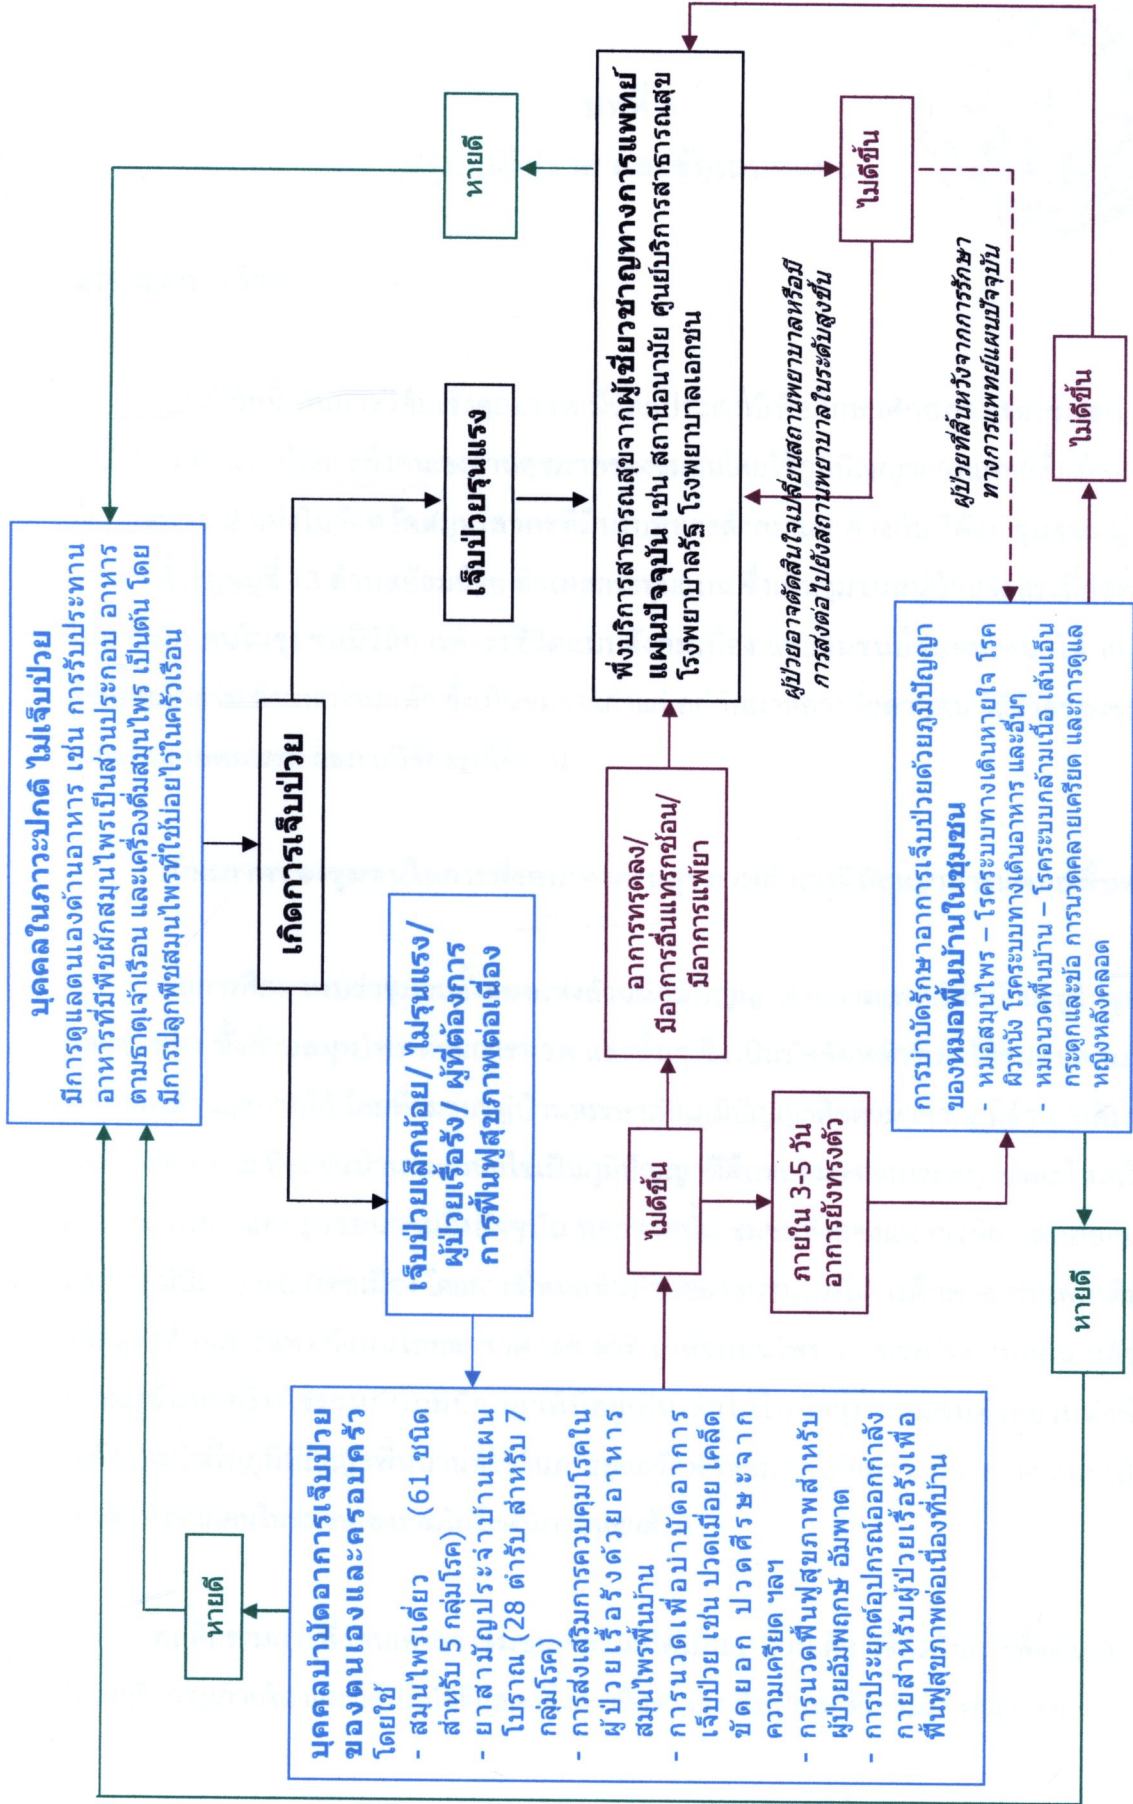 บุคคลในภาวะปกติ ไม่เจ็บป่วย
มีการดูแลตนเองด้านอาหาร เช่น การรับประทาน
อาหารที่มีพืชผักสมุนไพรเป็นส่วนประกอบ อาหาร
ตามธาตุเจ้าเรือน และเครื่องดื่มสมุนไพร เป็นต้น โดย
มีการปลูกพืชสมุนไพรที่ใช้บ่อยไว้ในครัวเรือน
เกิดการเจ็บป่วย
หายดี
บุคคลบำบัดอาการเจ็บป่วย
ของตนเองและครอบครัว
โดยใช้
- สมุนไพรเดี่ยว (61 ชนิด
สำหรับ 5 กลุ่มโรค)
- ยาสามัญประจำบ้านแผน
โบราณ (28 ตำรับ สำหรับ 7
กลุ่มโรค)
- การส่งเสริมการควบคุมโรคใน
ผู้ป่วยเรื้อรังด้วยอาหาร
สมุนไพรพื้นบ้าน
- การนวดเพื่อบำบัดอาการ
เจ็บป่วย เช่น ปวดเมื่อย เคล็ด
ขัดยอก ปวดศีรษะจาก
ความเครียด ฯลฯ
- การนวดฟื้นฟูสุขภาพสำหรับ
ผู้ป่วยอัมพฤกษ์ อัมพาต
- การประยุกต์อุปกรณ์ออกกำลัง
กายสำหรับผู้ป่วยเรื้อรังเพื่อ
ฟื้นฟูสุขภาพต่อเนื่องที่บ้าน
เจ็บป่วยเล็กน้อย/ ไม่รุนแรง/
ผู้ป่วยเรื้อรัง/ ผู้ที่ต้องการ
การฟื้นฟูสุขภาพต่อเนื่อง
เจ็บป่วยรุนแรง
หายดี
ไม่ดีขึ้น
อาการทรุดลง/
มีอาการอื่นแทรกซ้อน/
มีอาการแพ้ยา
พึ่งบริการสาธารณสุขจากผู้เชี่ยวชาญทางการแพทย์
แผนปัจจุบัน เช่น สถานีอนามัย ศูนย์บริการสาธารณสุข
โรงพยาบาลรัฐ โรงพยาบาลเอกชน
ภายใน 3-5 วัน
อาการยังทรงตัว
ผู้ป่วยอาจตัดสินใจเปลี่ยนสถานพยาบาลหรือมี
การส่งต่อไปยังสถานพยาบาลในระดับสูงขึ้น
ไม่ดีขึ้น
ผู้ป่วยที่สิ้นหวังจากการรักษา
ทางการแพทย์แผนปัจจุบัน
การบำบัดรักษาอาการเจ็บป่วยด้วยภูมิปัญญา
ของหมอพื้นบ้านในชุมชน
- หมอสมุนไพร – โรคระบบทางเดินหายใจ โรค
ผิวหนัง โรคระบบทางเดินอาหาร และอื่นๆ
- หมอนวดพื้นบ้าน – โรคระบบกล้ามเนื้อ เส้นเอ็น
กระดูกและข้อ การนวดคลายเครียด และการดูแล
หญิงหลังคลอด
หายดี
ไม่ดีขึ้น